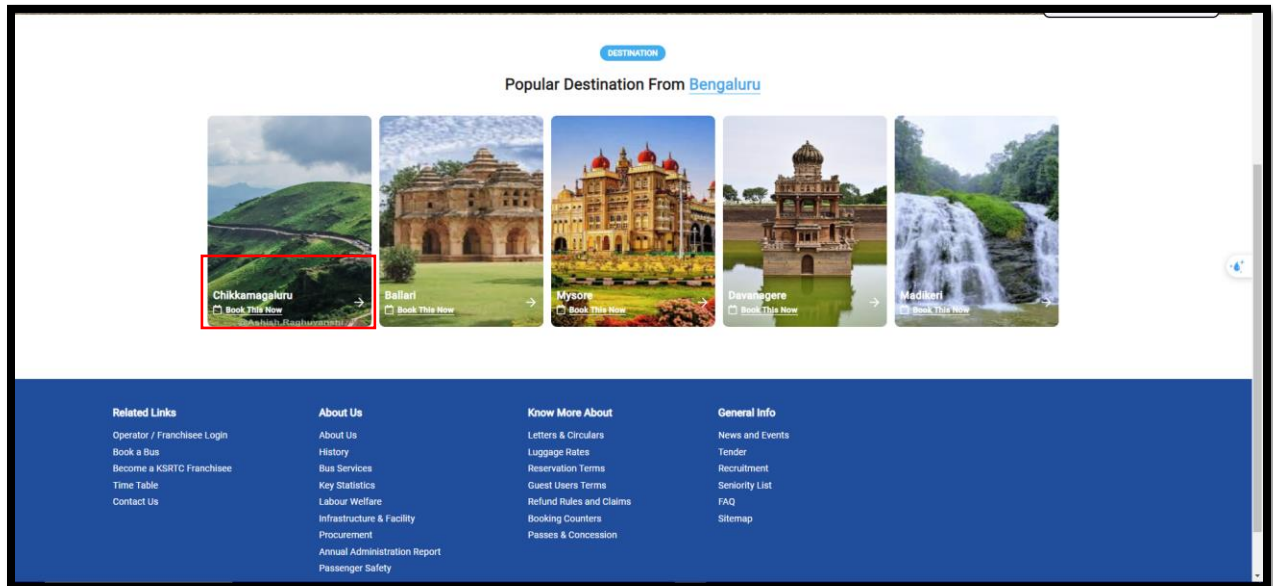 DESTINATION
Popular Destination From Bengaluru
Chikkamagaluru
Book This Now
Ashish Raghuvanshi
Ballari
Book This Now
Mysore
Book This Now
Davanagere
Book This Now
Madikeri
Book This Now
Related Links
Operator / Franchisee Login
Book a Bus
Become a KSRTC Franchisee
Time Table
Contact Us
About Us
About Us
History
Bus Services
Key Statistics
Labour Welfare
Infrastructure & Facility
Procurement
Annual Administration Report
Passenger Safety
Know More About
Letters & Circulars
Luggage Rates
Reservation Terms
Guest Users Terms
Refund Rules and Claims
Booking Counters
Passes & Concession
General Info
News and Events
Tender
Recruitment
Seniority List
FAQ
Sitemap